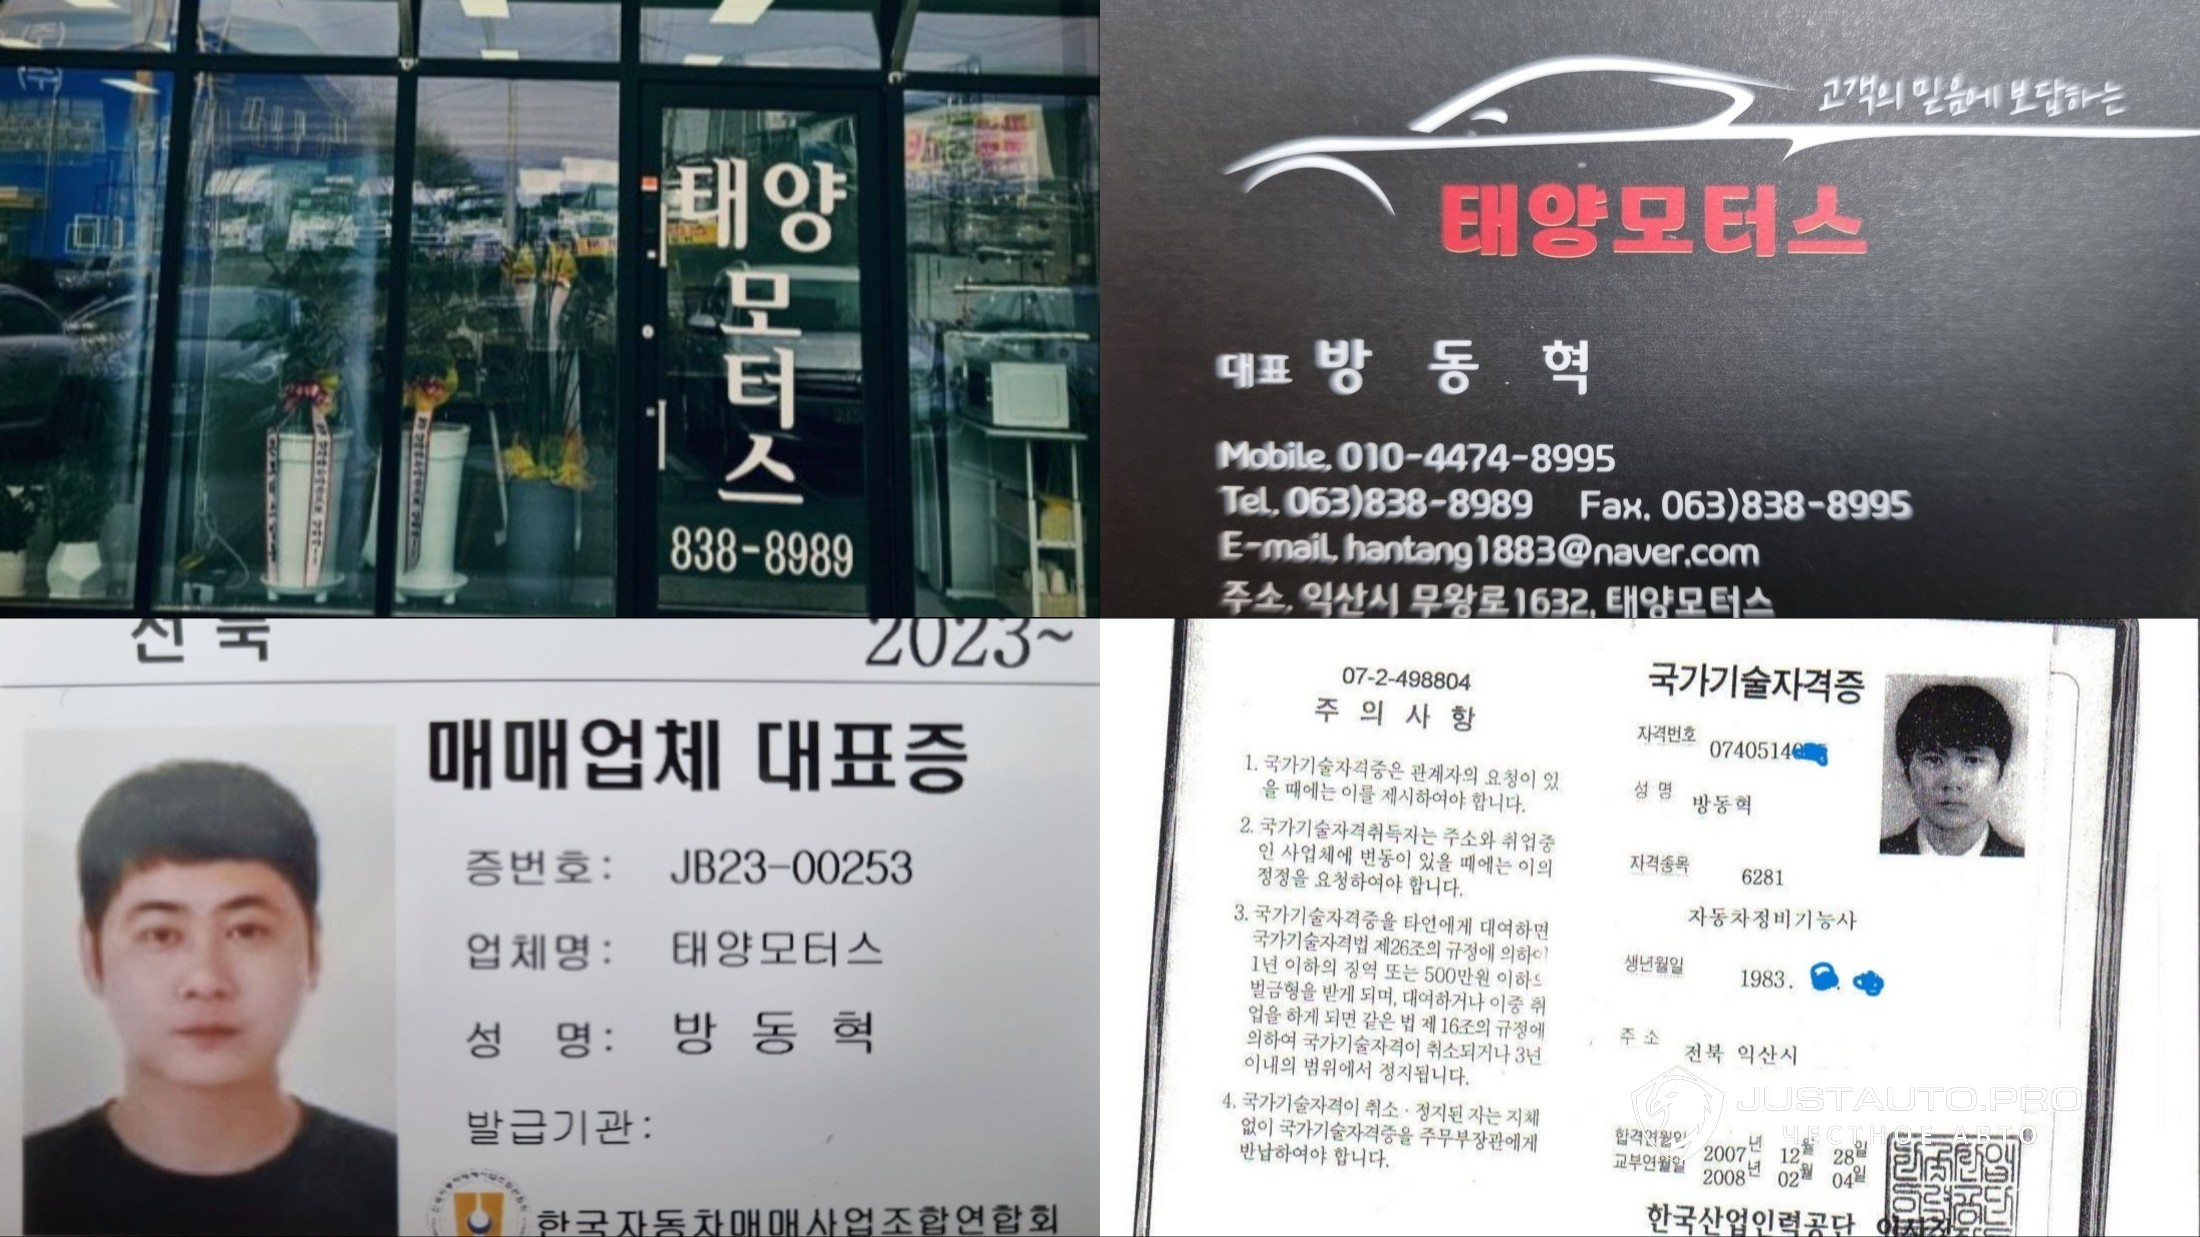 (주)
태양
모
터
스
838-8989
고객의 믿음에 보답하는
태양모터스
대표 방 동 혁
Mobile. 010-4474-8995
Tel. 063)838-8989 Fax. 063)838-8995
E-mail. hantang1883@naver.com
주소. 익산시 무왕로1632, 태양모터스
전 북 2023~
매매업체 대표증
증번호: JB23-00253
업체명: 태양모터스
성 명: 방 동 혁
발급기관:
한국자동차매매사업조합연합회
07-2-498804
주 의 사 항
1. 국가기술자격증은 관계자의 요청이 있
을 때에는 이를 제시하여야 합니다.
2. 국가기술자격취득자는 주소와 취업중
인 사업체에 변동이 있을 때에는 이의
정정을 요청하여야 합니다.
3. 국가기술자격증을 타언에게 대여하면
국가기술자격법 제26조의 규정에 의하여
1년 이하의 징역 또는 500만원 이하의
벌금형을 받게 되며, 대여하거나 이중 취
업을 하게 되면 같은 법 제16조의 규정에
의하여 국가기술자격이 취소되거나 3년
이내의 범위에서 정지됩니다.
4. 국가기술자격이 취소·정지된 자는 지체
없이 국가기술자격증을 주무부장관에게
반납하여야 합니다.
국가기술자격증
자격번호 0740514
성 명 방동혁
자격종목 6281
자동차정비기능사
생년월일 1983.
주 소 전북 익산시
합격연월일 2007년 12월 28일
교부연월일 2008년 02월 04일
한국산업인력공단
JUSTAUTO.PRO
ЧЕСТНОЕ АВТО